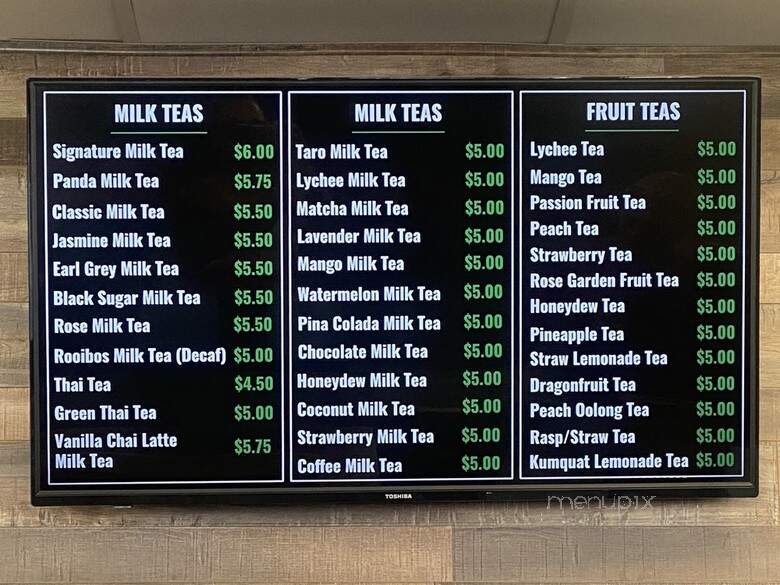 MILK TEAS
Signature Milk Tea $6.00
Panda Milk Tea $5.75
Classic Milk Tea $5.50
Jasmine Milk Tea $5.50
Earl Grey Milk Tea $5.50
Black Sugar Milk Tea $5.50
Rose Milk Tea $5.50
Rooibos Milk Tea (Decaf) $5.00
Thai Tea $4.50
Green Thai Tea $5.00
Vanilla Chai Latte
Milk Tea $5.75
MILK TEAS
Taro Milk Tea $5.00
Lychee Milk Tea $5.00
Matcha Milk Tea $5.00
Lavender Milk Tea $5.00
Mango Milk Tea $5.00
Watermelon Milk Tea $5.00
Pina Colada Milk Tea $5.00
Chocolate Milk Tea $5.00
Honeydew Milk Tea $5.00
Coconut Milk Tea $5.00
Strawberry Milk Tea $5.00
Coffee Milk Tea $5.00
FRUIT TEAS
Lychee Tea $5.00
Mango Tea $5.00
Passion Fruit Tea $5.00
Peach Tea $5.00
Strawberry Tea $5.00
Rose Garden Fruit Tea $5.00
Honeydew Tea $5.00
Pineapple Tea $5.00
Straw Lemonade Tea $5.00
Dragonfruit Tea $5.00
Peach Oolong Tea $5.00
Rasp/Straw Tea $5.00
Kumquat Lemonade Tea $5.00
TOSHIBA
menupix